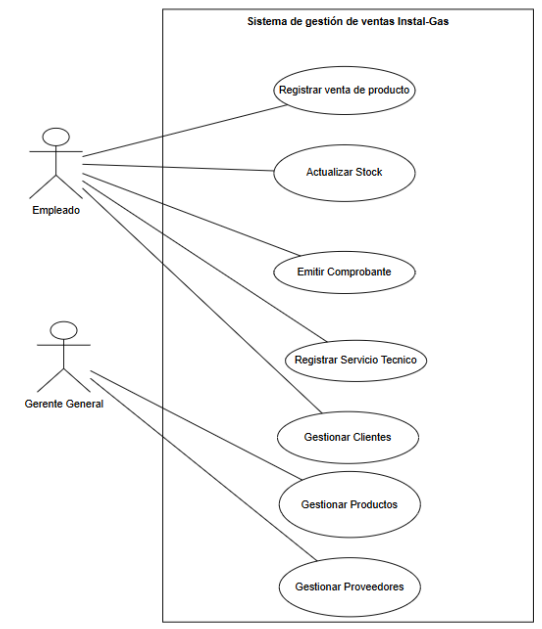 Sistema de gestión de ventas Instal-Gas
Registrar venta de producto
Actualizar Stock
Empleado
Emitir Comprobante
Registrar Servicio Tecnico
Gerente General
Gestionar Clientes
Gestionar Productos
Gestionar Proveedores